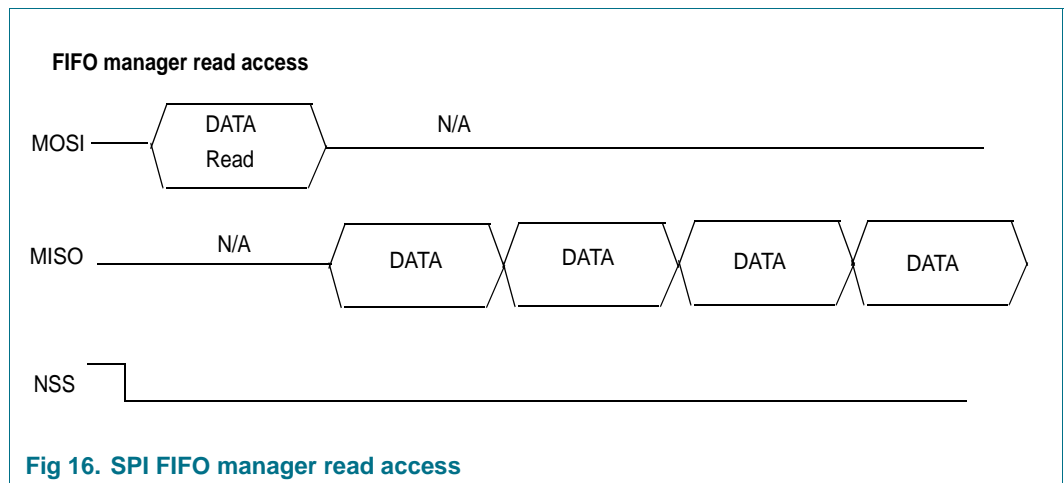 FIFO manager read access
MOSI
DATA
Read
N/A
MISO
N/A
DATA
DATA
DATA
DATA
NSS
Fig 16. SPI FIFO manager read access